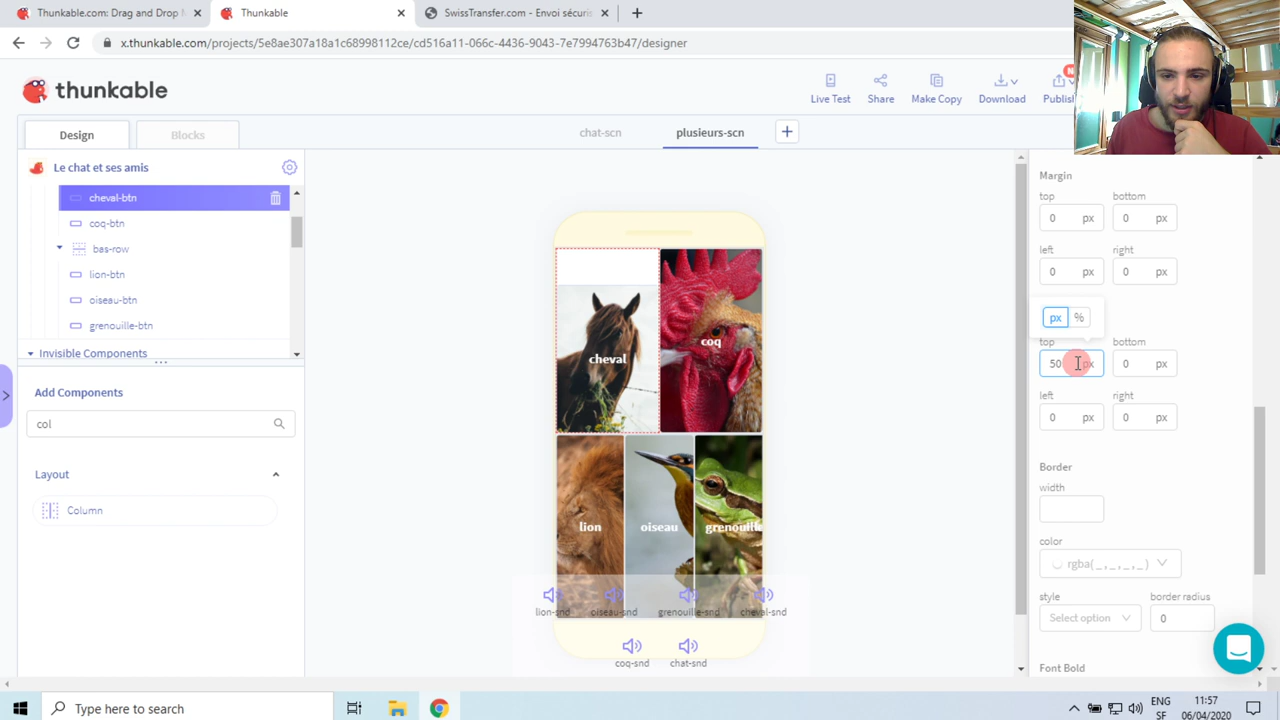 Thunkable.com: Drag and Drop M
Thunkable
SwissTransfer.com - Envoi sécuris
x.thunkable.com/projects/5e8ae307a18a1c68998112ce/cd516a11-066c-4436-9043-7e7994763b47/designer
thunkable
Live Test
Share
Make Copy
Download
Publish
N
Design
Blocks
chat-scn
plusieurs-scn
+
Le chat et ses amis
cheval-btn
coq-btn
bas-row
lion-btn
oiseau-btn
grenouille-btn
Invisible Components
Add Components
col
Layout
Column
cheval
coq
lion
oiseau
grenouille
lion-snd
oiseau-snd
grenouille-snd
cheval-snd
coq-snd
chat-snd
Margin
top
bottom
0 px
0 px
left
right
0 px
0 px
px %
top
bottom
50 px
0 px
left
right
0 px
0 px
Border
width
color
rgba(_,_,_,_)
style
border radius
Select option
0
Font Bold
Type here to search
ENG
SF
11:57
06/04/2020